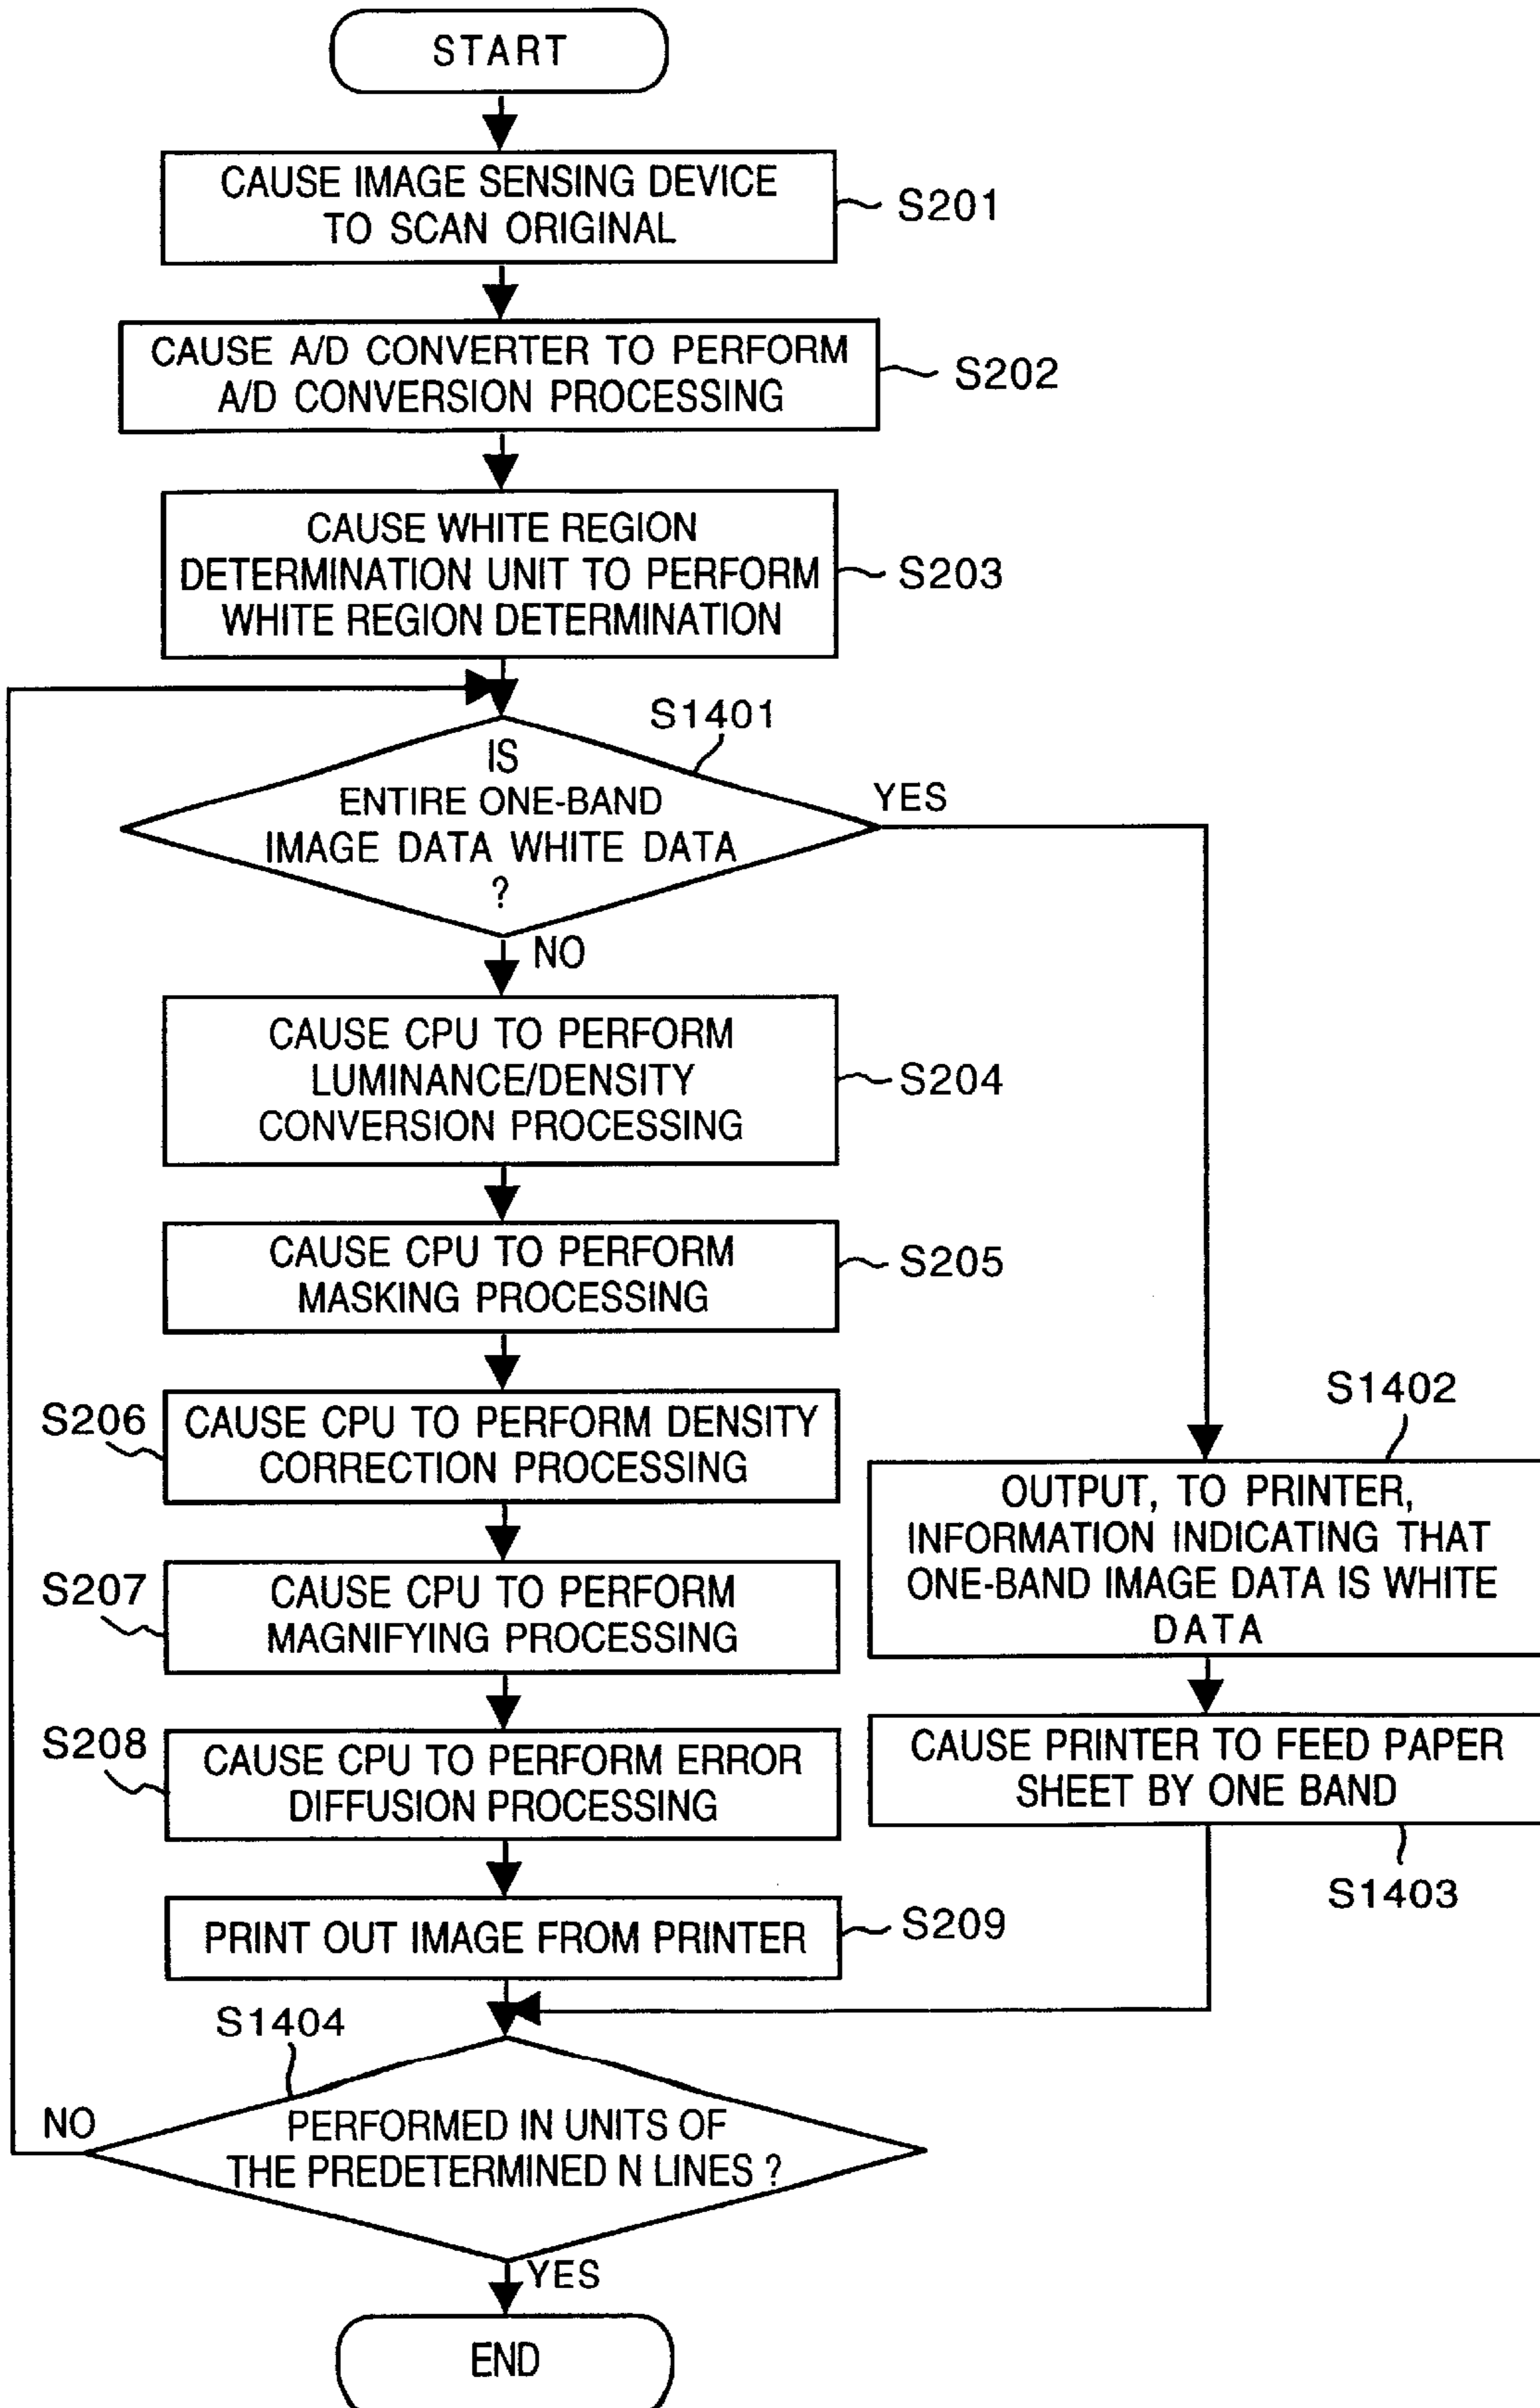 START
CAUSE IMAGE SENSING DEVICE
TO SCAN ORIGINAL
S201
CAUSE A/D CONVERTER TO PERFORM
A/D CONVERSION PROCESSING
S202
CAUSE WHITE REGION
DETERMINATION UNIT TO PERFORM
WHITE REGION DETERMINATION
S203
S1401
IS
ENTIRE ONE-BAND
IMAGE DATA WHITE DATA
?
YES
NO
CAUSE CPU TO PERFORM
LUMINANCE/DENSITY
CONVERSION PROCESSING
S204
CAUSE CPU TO PERFORM
MASKING PROCESSING
S205
S206
CAUSE CPU TO PERFORM DENSITY
CORRECTION PROCESSING
S207
CAUSE CPU TO PERFORM
MAGNIFYING PROCESSING
S208
CAUSE CPU TO PERFORM ERROR
DIFFUSION PROCESSING
PRINT OUT IMAGE FROM PRINTER
S209
S1402
OUTPUT, TO PRINTER,
INFORMATION INDICATING THAT
ONE-BAND IMAGE DATA IS WHITE
DATA
CAUSE PRINTER TO FEED PAPER
SHEET BY ONE BAND
S1403
S1404
PERFORMED IN UNITS OF
THE PREDETERMINED N LINES ?
NO
YES
END